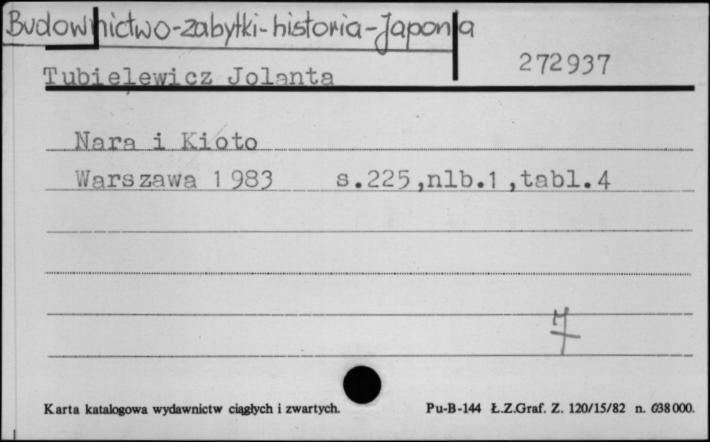 Budownictwo-zabytki-historia-Japonia
272937
Tubielewicz Jolanta
Nara i Kioto
Warszawa 1983 s.225,nlb.1,tabl.4
Karta katalogowa wydawnictw ciągłych i zwartych. Pu-B-144 Ł.Z.Graf. Z. 120/15/82 n. 638000.